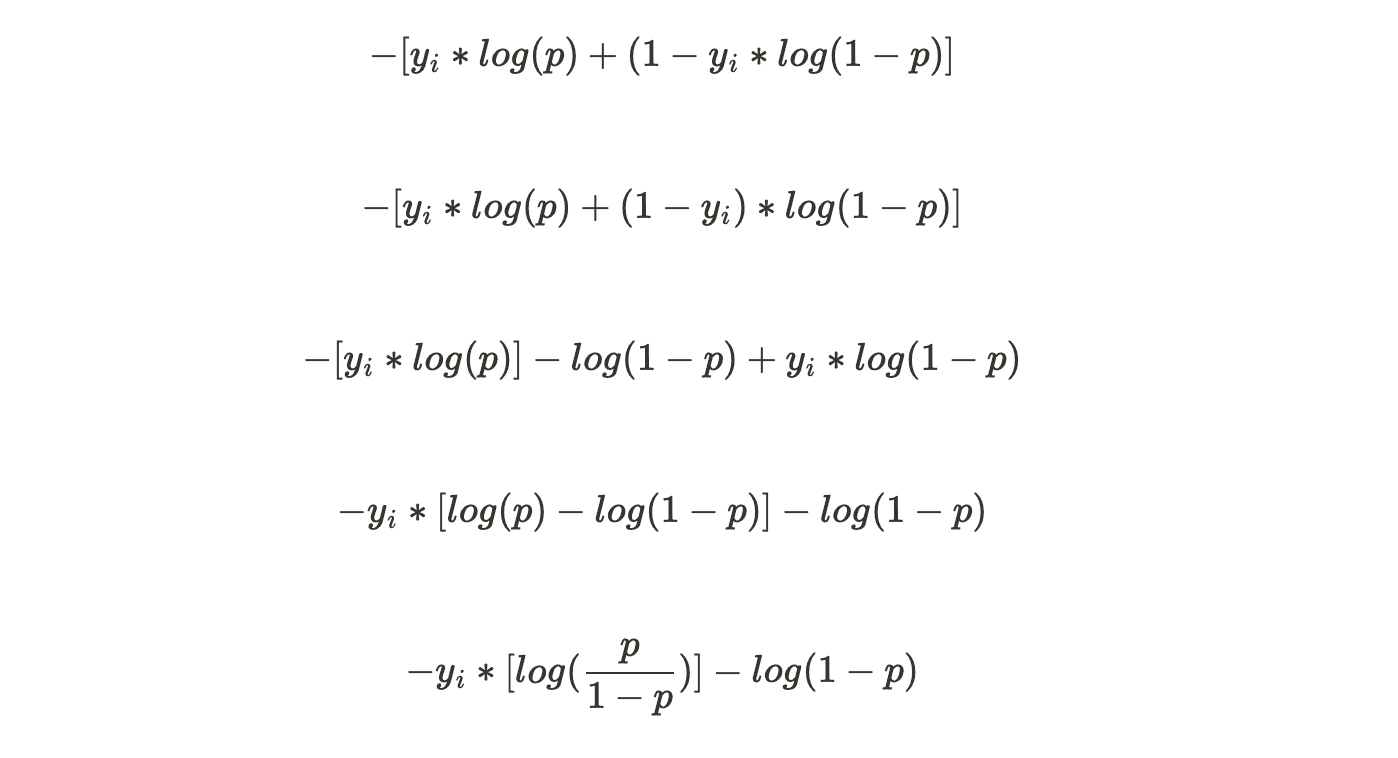 −[yᵢ * log(p) + (1 − yᵢ * log(1 − p)]
−[yᵢ * log(p) + (1 − yᵢ) * log(1 − p)]
−[yᵢ * log(p)] − log(1 − p) + yᵢ * log(1 − p)
−yᵢ * [log(p) − log(1 − p)] − log(1 − p)
−yᵢ * [log(\frac{p}{1 − p})] − log(1 − p)